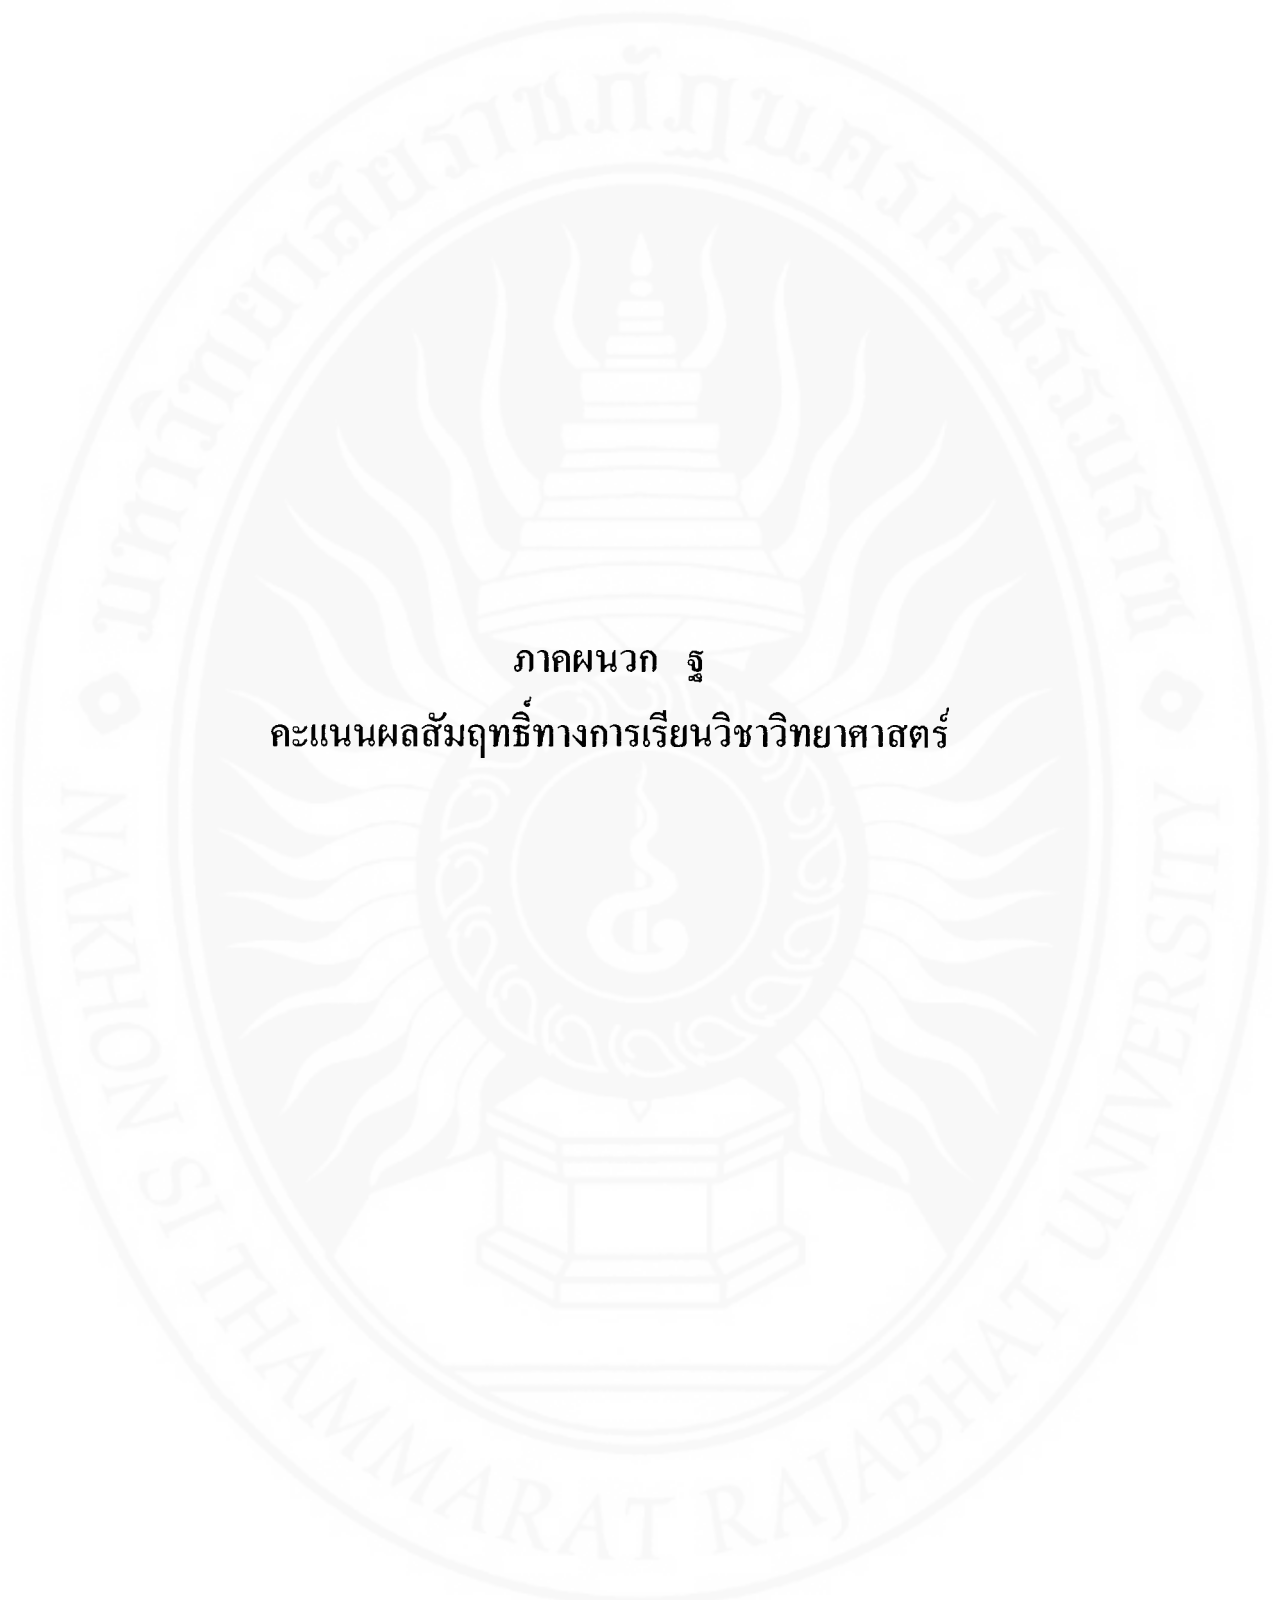 มหาวิทยาลัยราชภัฏนครศรีธรรมราช
ภาคผนวก ฐ
คะแนนผลสัมฤทธิ์ทางการเรียนวิชาวิทยาศาสตร์
NAKHON SI THAMMARAT RAJABHAT UNIVERSITY